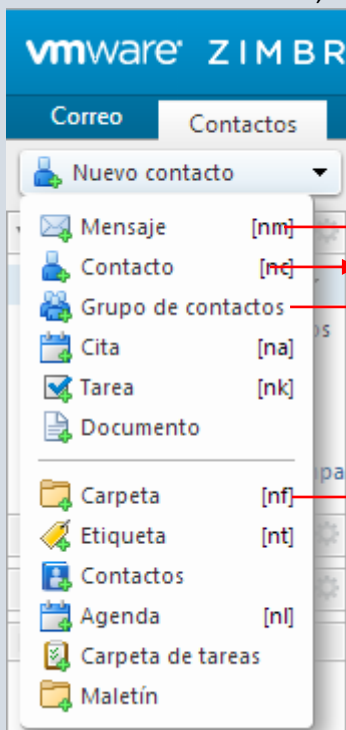 vmware® ZIMBR
Correo Contactos
Nuevo contacto
Mensaje [nm]
Contacto [nc]
Grupo de contactos
Cita [na]
Tarea [nk]
Documento
Carpeta [nf]
Etiqueta [nt]
Contactos
Agenda [nl]
Carpeta de tareas
Maletín